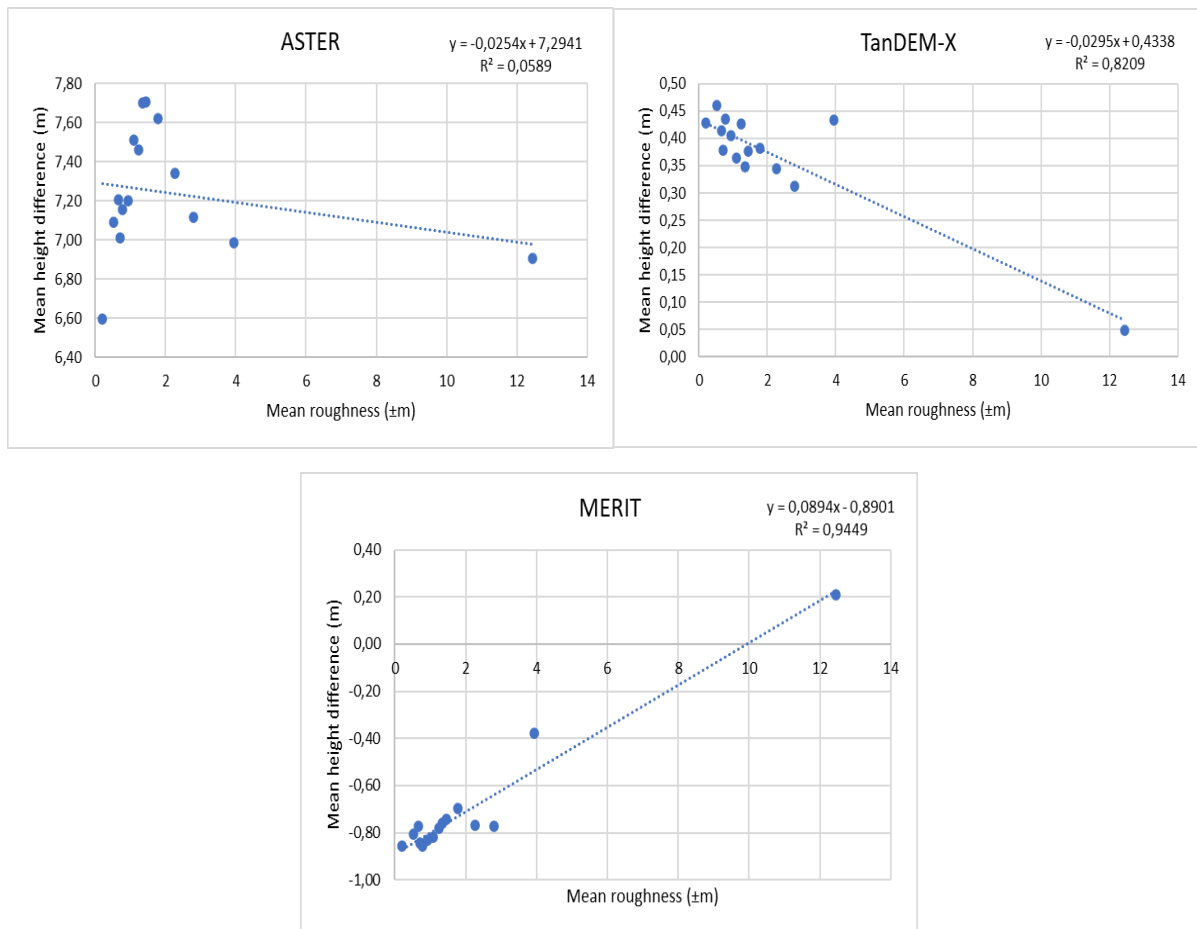 ASTER
y = -0,0254x + 7,2941
R² = 0,0589
Mean height difference (m)
7,80
7,60
7,40
7,20
7,00
6,80
6,60
6,40
0 2 4 6 8 10 12 14
Mean roughness (±m)
TanDEM-X
y = -0,0295x + 0,4338
R² = 0,8209
Mean height difference (m)
0,50
0,45
0,40
0,35
0,30
0,25
0,20
0,15
0,10
0,05
0,00
0 2 4 6 8 10 12 14
Mean roughness (±m)
MERIT
y = 0,0894x - 0,8901
R² = 0,9449
Mean height difference (m)
0,40
0,20
0,00
-0,20
-0,40
-0,60
-0,80
-1,00
0 2 4 6 8 10 12 14
Mean roughness (±m)